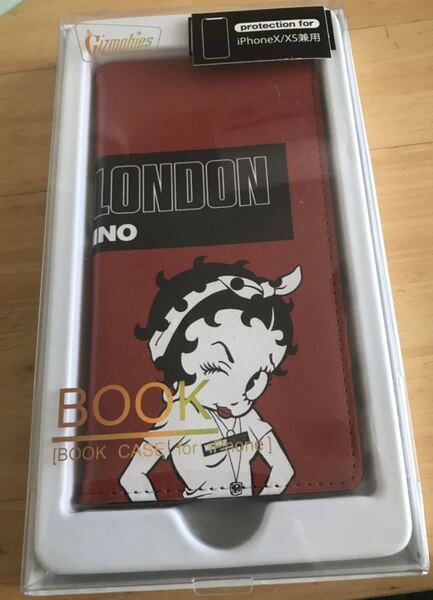 Gizmobies
protection for
iPhoneX/XS兼用
LONDON
INO
BOOK
[BOOK CASE for iPhone]